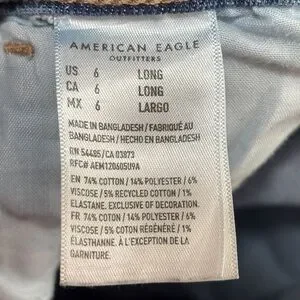 AMERICAN EAGLE
OUTFITTERS
US 6 LONG
CA 6 LONG
MX 6 LARGO
MADE IN BANGLADESH / FABRIQUÉ AU
BANGLADESH / HECHO EN BANGLADESH
RN 54485/CA 03873
RFC# AEM120605U9A
EN 74% COTTON / 14% POLYESTER / 6%
VISCOSE / 5% RECYCLED COTTON / 1%
ELASTANE. EXCLUSIVE OF DECORATION.
FR 74% COTON / 14% POLYESTER / 6%
VISCOSE / 5% COTON RÉGÉNÉRÉ / 1%
ÉLASTHANNE. À L'EXCEPTION DE LA
GARNITURE.